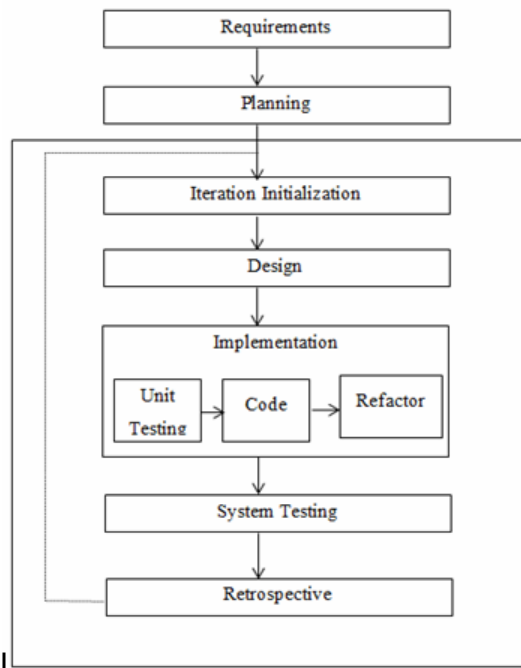 Requirements
Planning
Iteration Initialization
Design
Implementation
Unit
Testing
Code
Refactor
System Testing
Retrospective